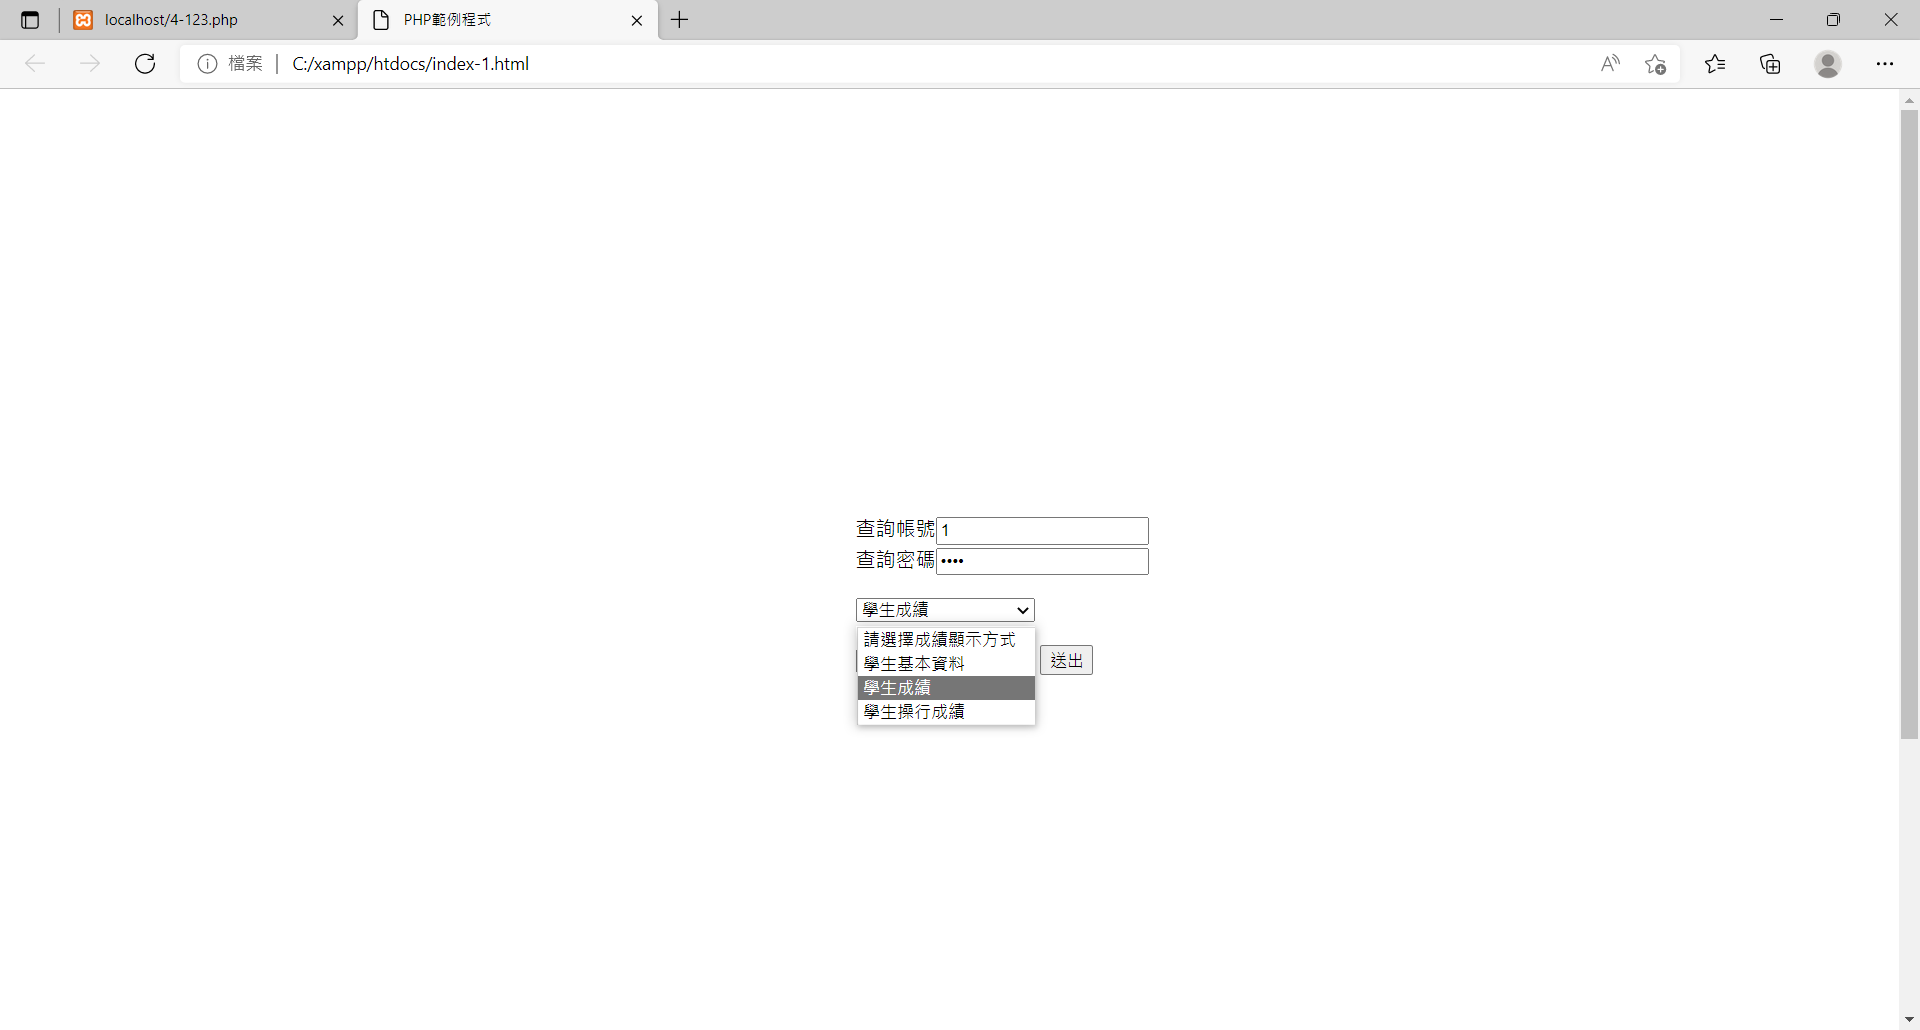 localhost/4-123.php
PHP範例程式
檔案
C:/xampp/htdocs/index-1.html
查詢帳號 1
查詢密碼 ••••
學生成績
請選擇成績顯示方式
學生基本資料
送出
學生成績
學生操行成績